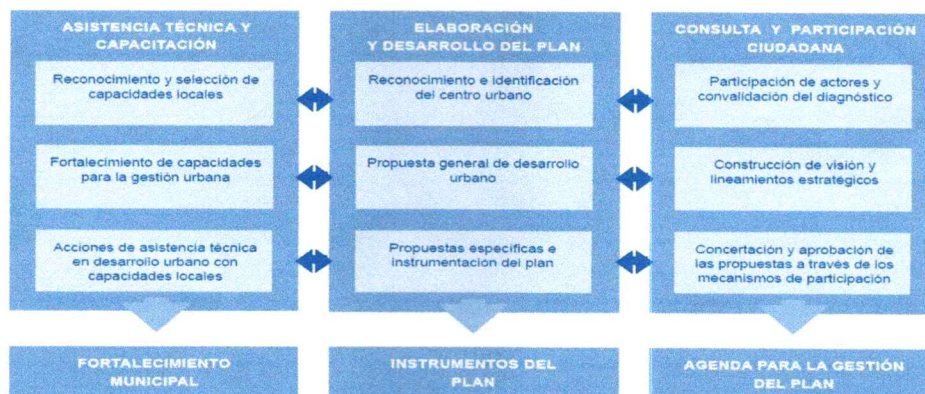 ASISTENCIA TÉCNICA Y
CAPACITACIÓN
Reconocimiento y selección de
capacidades locales
Fortalecimiento de capacidades
para la gestión urbana
Acciones de asistencia técnica
en desarrollo urbano con
capacidades locales
FORTALECIMIENTO
MUNICIPAL
ELABORACIÓN
Y DESARROLLO DEL PLAN
Reconocimiento e identificación
del centro urbano
Propuesta general de desarrollo
urbano
Propuestas específicas e
instrumentación del plan
INSTRUMENTOS DEL
PLAN
CONSULTA Y PARTICIPACIÓN
CIUDADANA
Participación de actores y
convalidación del diagnóstico
Construcción de visión y
lineamientos estratégicos
Concertación y aprobación de
las propuestas a través de los
mecanismos de participación
AGENDA PARA LA GESTIÓN
DEL PLAN